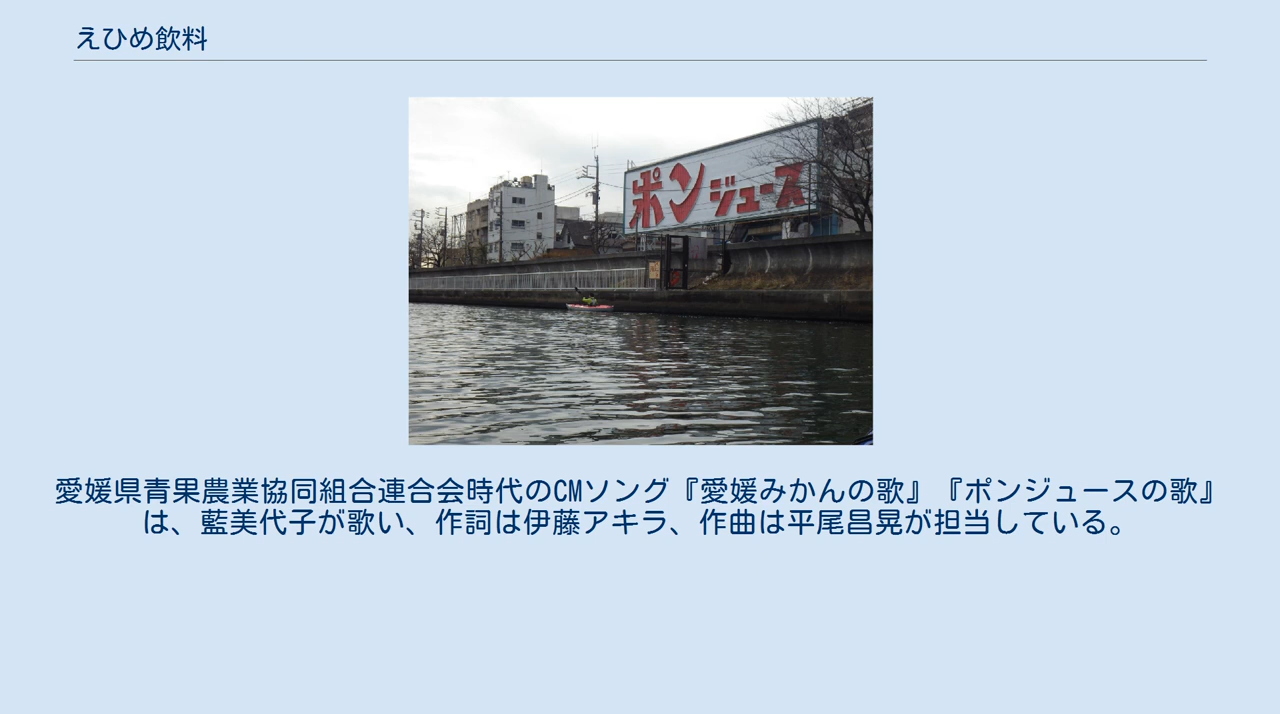 えひめ飲料
ポンジュース
愛媛県青果農業協同組合連合会時代のCMソング『愛媛みかんの歌』『ポンジュースの歌』
は、藍美代子が歌い、作詞は伊藤アキラ、作曲は平尾昌晃が担当している。